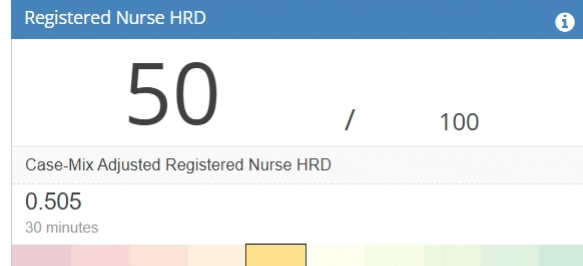 Registered Nurse HRD
50 / 100
Case-Mix Adjusted Registered Nurse HRD
0.505
30 minutes